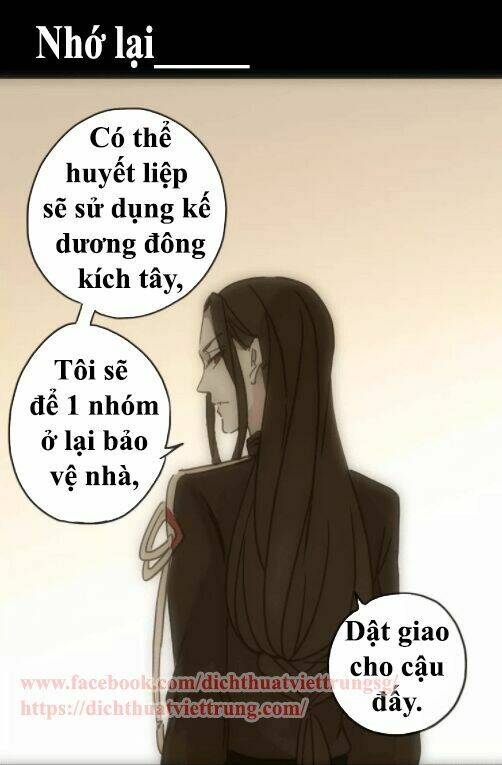 Nhớ lại_____
Có thể
huyết liệp
sẽ sử dụng kế
dương đông
kích tây,
Tôi sẽ
để 1 nhóm
ở lại bảo
vệ nhà,
Dật giao
cho cậu
đấy.
www.facebook.com/dichthuatviettrungsg/
https://dichthuatviettrung.com/